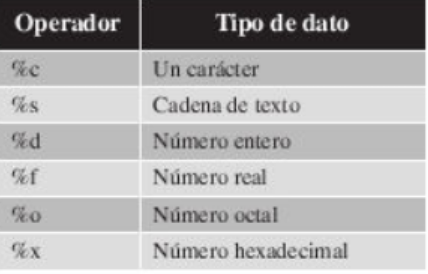 Operador Tipo de dato
%c Un carácter
%s Cadena de texto
%d Número entero
%f Número real
%o Número octal
%x Número hexadecimal